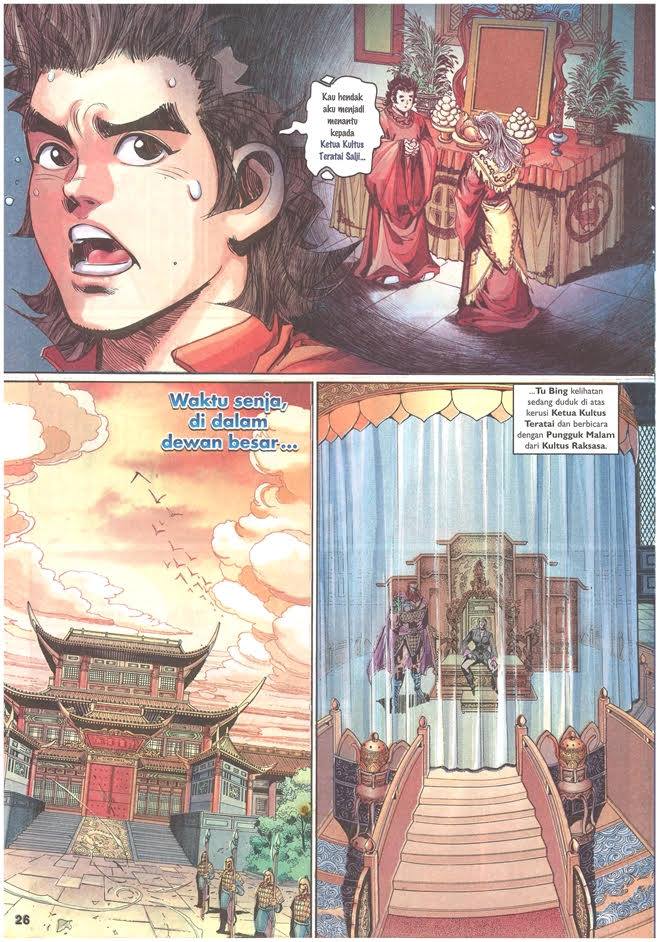 Kau hendak
aku menjadi
menantu
kepada
Ketua Kultus
Teratai Salji...
Waktu senja,
di dalam
dewan besar...
...Tu Bing kelihatan
sedang duduk di atas
kerusi Ketua Kultus
Teratai dan berbicara
dengan Pungguk Malam
dari Kultus Raksasa.
26